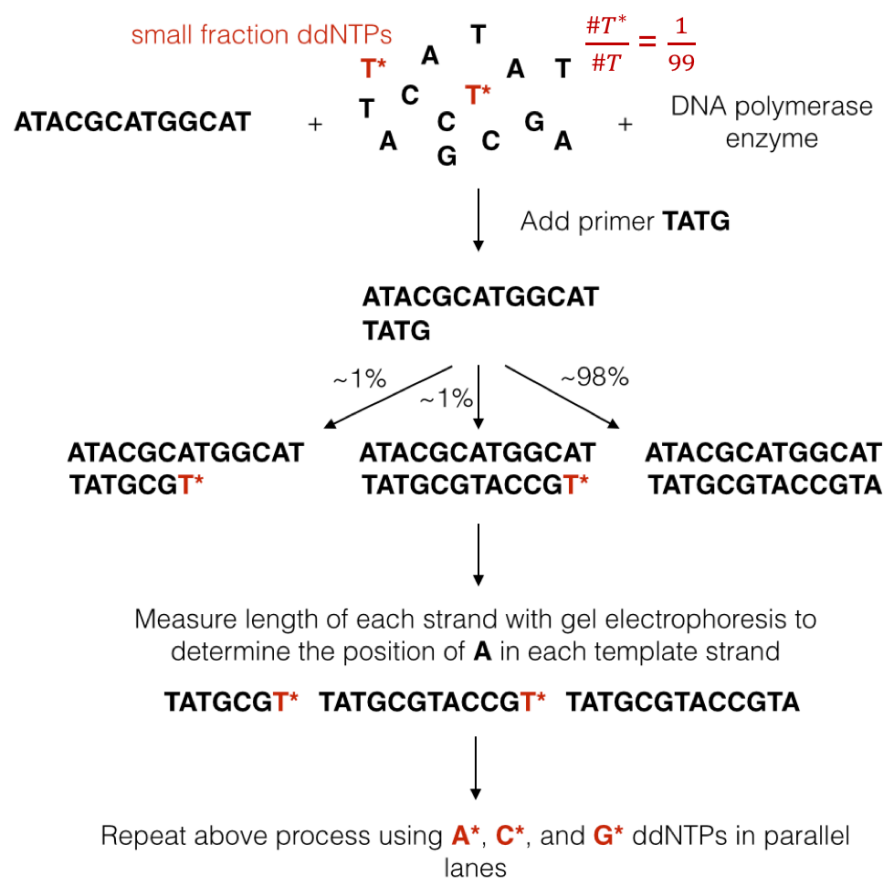 small fraction ddNTPs
T
A
T*
A
T
#T* / #T = 1 / 99
C
T*
T
ATACGCATGGCAT
+
C
G
+
DNA polymerase
enzyme
A
G
C
A
Add primer TATG
ATACGCATGGCAT
TATG
~1%
~1%
~98%
ATACGCATGGCAT
TATGCGT*
ATACGCATGGCAT
TATGCGTACCGT*
ATACGCATGGCAT
TATGCGTACCGTA
Measure length of each strand with gel electrophoresis to
determine the position of A in each template strand
TATGCGT* TATGCGTACCGT* TATGCGTACCGTA
Repeat above process using A*, C*, and G* ddNTPs in parallel
lanes